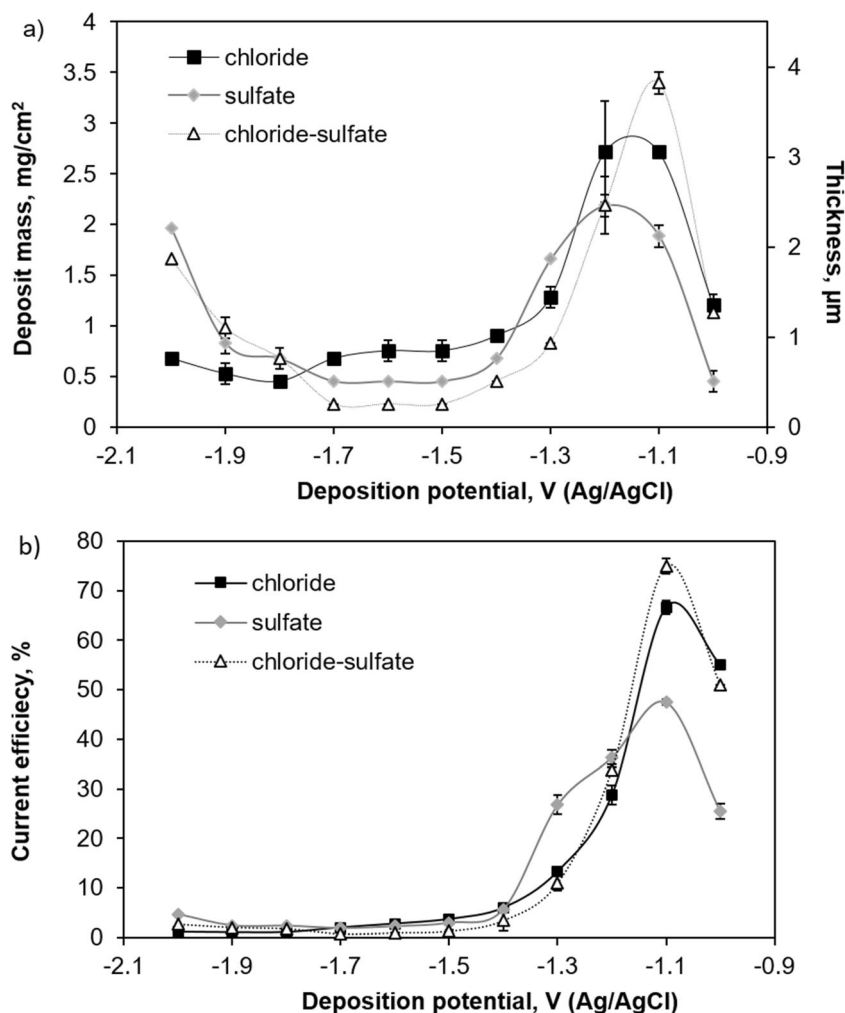 a)
4
3.5
3
2.5
2
1.5
1
0.5
0
Deposit mass, mg/cm²
chloride
sulfate
chloride-sulfate
4
3
2
1
0
Thickness, µm
-2.1 -1.9 -1.7 -1.5 -1.3 -1.1 -0.9
Deposition potential, V (Ag/AgCl)
b)
80
70
60
50
40
30
20
10
0
Current efficiecy, %
chloride
sulfate
chloride-sulfate
-2.1 -1.9 -1.7 -1.5 -1.3 -1.1 -0.9
Deposition potential, V (Ag/AgCl)